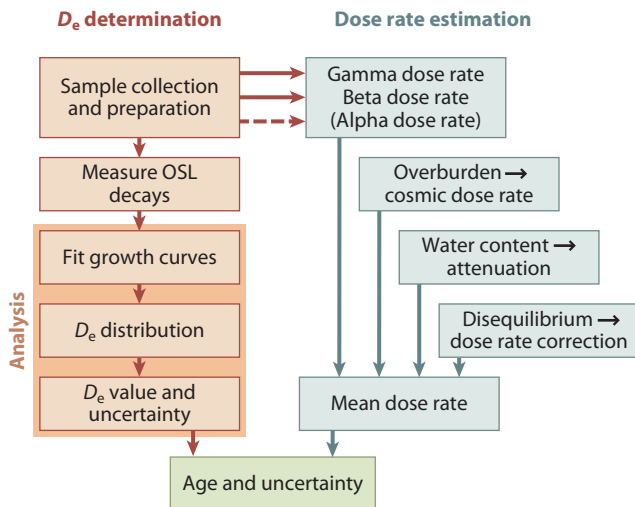 De determination
Sample collection
and preparation
Measure OSL
decays
Analysis
Fit growth curves
De distribution
De value and
uncertainty
Dose rate estimation
Gamma dose rate
Beta dose rate
(Alpha dose rate)
Overburden →
cosmic dose rate
Water content →
attenuation
Disequilibrium →
dose rate correction
Mean dose rate
Age and uncertainty